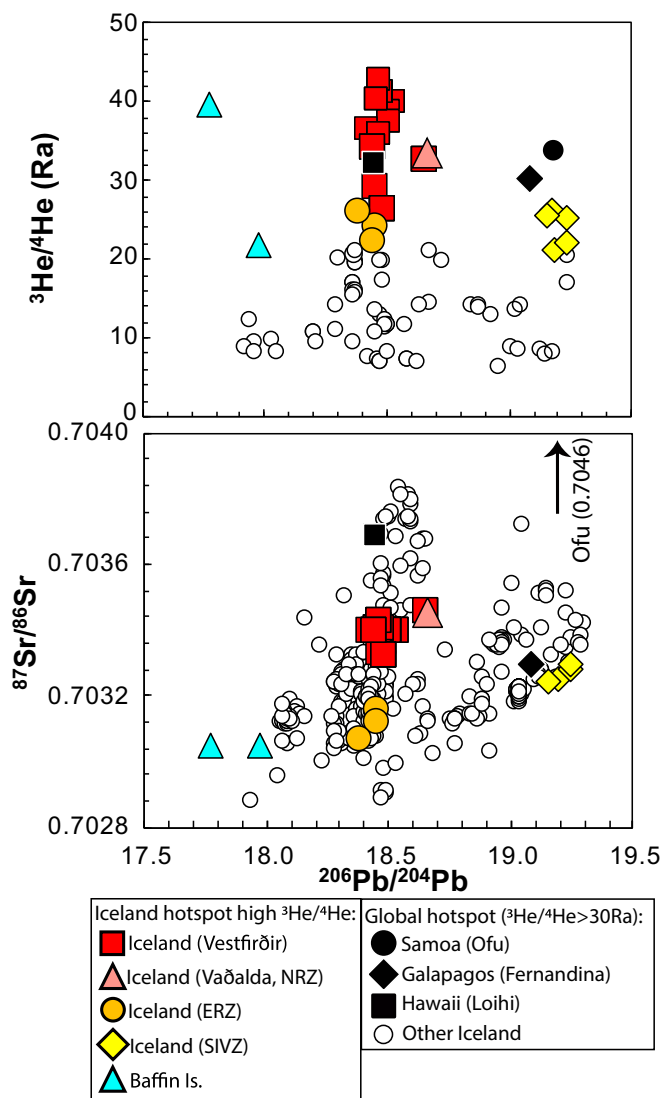 50
40
30
20
10
0
³He/⁴He (Ra)
0.7040
0.7036
0.7032
0.7028
⁸⁷Sr/⁸⁶Sr
Ofu (0.7046)
17.5 18.0 18.5 19.0 19.5
²⁰⁶Pb/²⁰⁴Pb
Iceland hotspot high ³He/⁴He:
Iceland (Vestfirðir)
Iceland (Vaðalda, NRZ)
Iceland (ERZ)
Iceland (SIVZ)
Baffin Is.
Global hotspot (³He/⁴He>30Ra):
Samoa (Ofu)
Galapagos (Fernandina)
Hawaii (Loihi)
Other Iceland